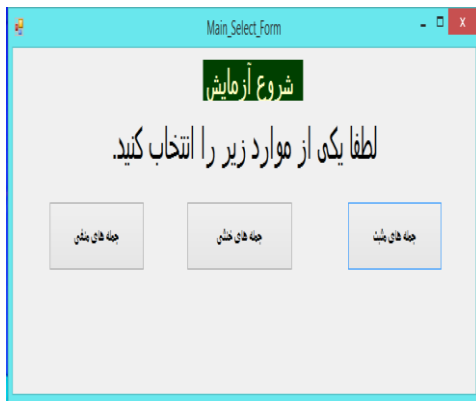 Main_Select_Form
شروع آزمایش
لطفا یکی از موارد زیر را انتخاب کنید.
جمله های مثبت
جمله های خنثی
جمله های منفی